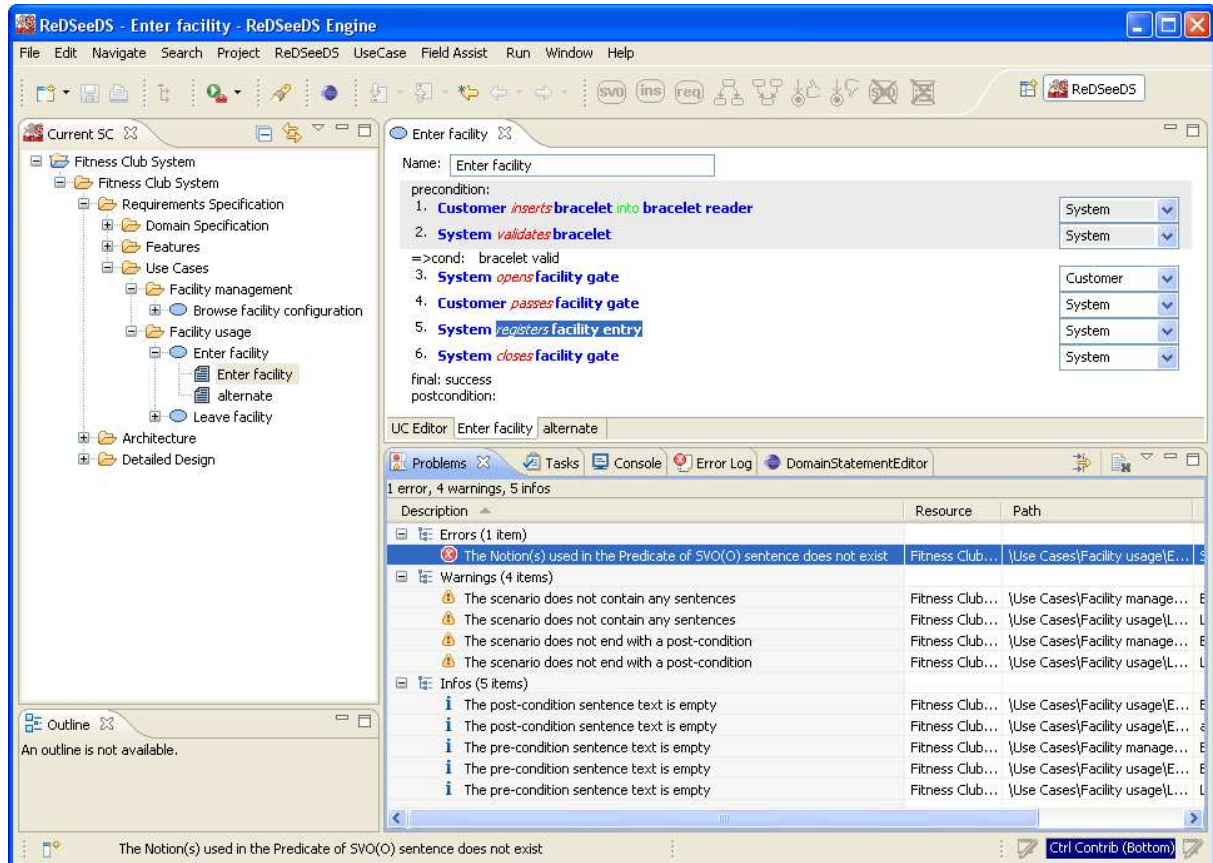 ReDSeeDS - Enter facility - ReDSeeDS Engine
File Edit Navigate Search Project ReDSeeDS UseCase Field Assist Run Window Help
svo ins req ReDSeeDS
Current SC
Fitness Club System
Fitness Club System
Requirements Specification
Domain Specification
Features
Use Cases
Facility management
Browse facility configuration
Facility usage
Enter facility
Enter facility
alternate
Leave facility
Architecture
Detailed Design
Outline
An outline is not available.
Enter facility
Name: Enter facility
precondition:
1. Customer inserts bracelet into bracelet reader System
2. System validates bracelet System
=>cond: bracelet valid
3. System opens facility gate Customer
4. Customer passes facility gate System
5. System registers facility entry System
6. System closes facility gate System
final: success
postcondition:
UC Editor Enter facility alternate
Problems Tasks Console Error Log DomainStatementEditor
1 error, 4 warnings, 5 infos
Description Resource Path
Errors (1 item)
The Notion(s) used in the Predicate of SVO(O) sentence does not exist Fitness Club... \Use Cases\Facility usage\E...
Warnings (4 items)
The scenario does not contain any sentences Fitness Club... \Use Cases\Facility manage...
The scenario does not contain any sentences Fitness Club... \Use Cases\Facility usage\L...
The scenario does not end with a post-condition Fitness Club... \Use Cases\Facility manage...
The scenario does not end with a post-condition Fitness Club... \Use Cases\Facility usage\L...
Infos (5 items)
The post-condition sentence text is empty Fitness Club... \Use Cases\Facility usage\E...
The post-condition sentence text is empty Fitness Club... \Use Cases\Facility usage\E...
The pre-condition sentence text is empty Fitness Club... \Use Cases\Facility manage...
The pre-condition sentence text is empty Fitness Club... \Use Cases\Facility usage\E...
The pre-condition sentence text is empty Fitness Club... \Use Cases\Facility usage\L...
The Notion(s) used in the Predicate of SVO(O) sentence does not exist Ctrl Contrib (Bottom)